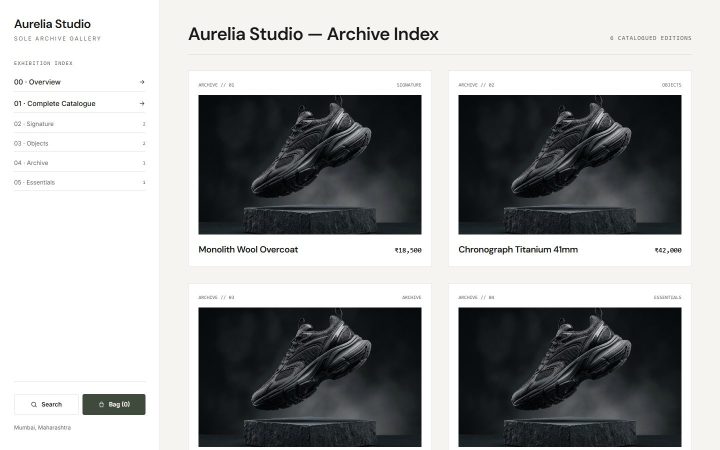 Aurelia Studio
SOLE ARCHIVE GALLERY
EXHIBITION INDEX
00 · Overview →
01 · Complete Catalogue →
02 · Signature 2
03 · Objects 2
04 · Archive
05 · Essentials
Search
Bag (0)
Mumbai, Maharashtra
Aurelia Studio — Archive Index
6 CATALOGUED EDITIONS
ARCHIVE // 01 SIGNATURE
Monolith Wool Overcoat ₹18,500
ARCHIVE // 02 OBJECTS
Chronograph Titanium 41mm ₹42,000
ARCHIVE // 03 ARCHIVE
ARCHIVE // 04 ESSENTIALS